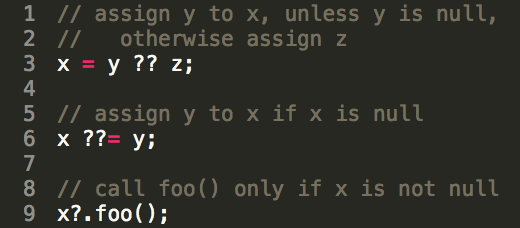 1 // assign y to x, unless y is null,
2 //   otherwise assign z
3 x = y ?? z;
4
5 // assign y to x if x is null
6 x ??= y;
7
8 // call foo() only if x is not null
9 x?.foo();